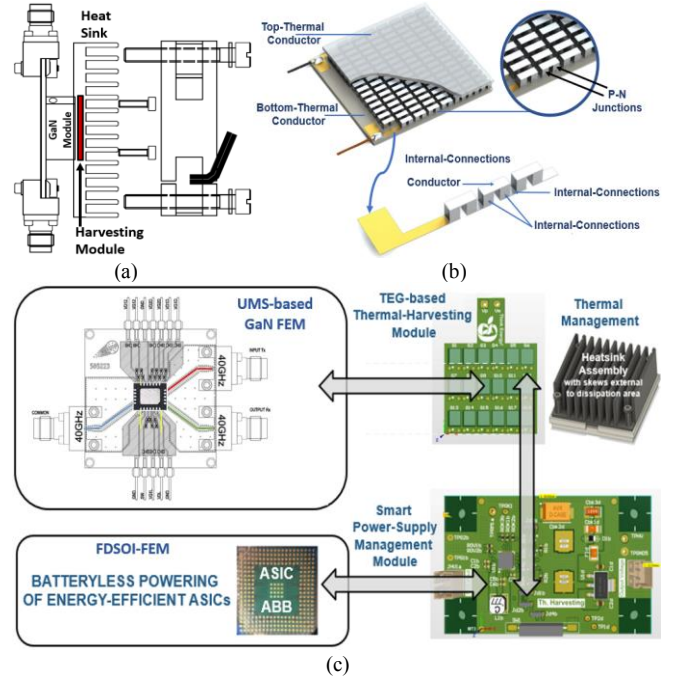 Heat
Sink
GaN
Module
Harvesting
Module
(a)
Top-Thermal
Conductor
Bottom-Thermal
Conductor
P-N
Junctions
Internal-Connections
Conductor
Internal-Connections
Internal-Connections
(b)
UMS-based
GaN FEM
40GHz
INPUT Tx
COMMON
40GHz
40GHz
OUTPUT Rx
TEG-based
Thermal-Harvesting
Module
Thermal
Management
Heatsink
Assembly
with skews external
to dissipation area
Smart
Power-Supply
Management
Module
Th. Harvesting
FDSOI-FEM
BATTERYLESS POWERING
OF ENERGY-EFFICIENT ASICs
ASIC
ABB
(c)